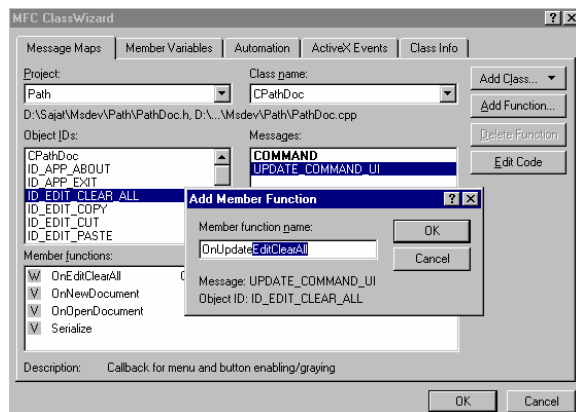 MFC ClassWizard
Message Maps Member Variables Automation ActiveX Events Class Info
Project: Class name:
Path CPathDoc
Add Class...
D:\Sajat\Msdev\Path\PathDoc.h, D:\...\Msdev\Path\PathDoc.cpp
Add Function...
Object IDs: Messages:
Delete Function
CPathDoc COMMAND
ID_APP_ABOUT UPDATE_COMMAND_UI
ID_APP_EXIT
Edit Code
ID_EDIT_CLEAR_ALL
ID_EDIT_COPY
ID_EDIT_CUT
ID_EDIT_PASTE
Add Member Function
Member function name:
OnUpdateEditClearAll
OK
Cancel
Message: UPDATE_COMMAND_UI
Object ID: ID_EDIT_CLEAR_ALL
Member functions:
W OnEditClearAll
V OnNewDocument
V OnOpenDocument
V Serialize
Description: Callback for menu and button enabling/graying
OK Cancel